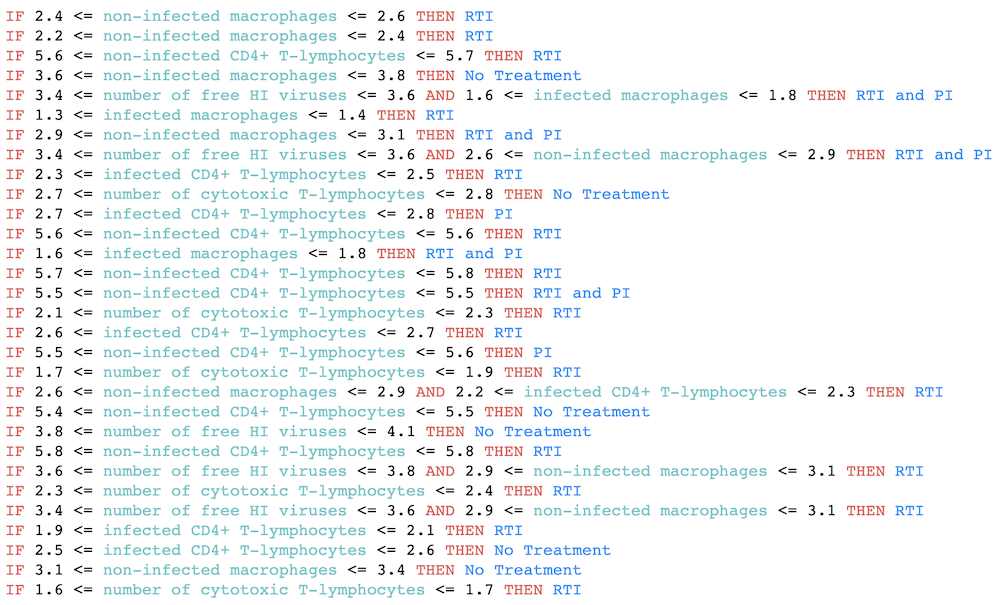 IF 2.4 <= non-infected macrophages <= 2.6 THEN RTI
IF 2.2 <= non-infected macrophages <= 2.4 THEN RTI
IF 5.6 <= non-infected CD4+ T-lymphocytes <= 5.7 THEN RTI
IF 3.6 <= non-infected macrophages <= 3.8 THEN No Treatment
IF 3.4 <= number of free HI viruses <= 3.6 AND 1.6 <= infected macrophages <= 1.8 THEN RTI and PI
IF 1.3 <= infected macrophages <= 1.4 THEN RTI
IF 2.9 <= non-infected macrophages <= 3.1 THEN RTI and PI
IF 3.4 <= number of free HI viruses <= 3.6 AND 2.6 <= non-infected macrophages <= 2.9 THEN RTI and PI
IF 2.3 <= infected CD4+ T-lymphocytes <= 2.5 THEN RTI
IF 2.7 <= number of cytotoxic T-lymphocytes <= 2.8 THEN No Treatment
IF 2.7 <= infected CD4+ T-lymphocytes <= 2.8 THEN PI
IF 5.6 <= non-infected CD4+ T-lymphocytes <= 5.6 THEN RTI
IF 1.6 <= infected macrophages <= 1.8 THEN RTI and PI
IF 5.7 <= non-infected CD4+ T-lymphocytes <= 5.8 THEN RTI
IF 5.5 <= non-infected CD4+ T-lymphocytes <= 5.5 THEN RTI and PI
IF 2.1 <= number of cytotoxic T-lymphocytes <= 2.3 THEN RTI
IF 2.6 <= infected CD4+ T-lymphocytes <= 2.7 THEN RTI
IF 5.5 <= non-infected CD4+ T-lymphocytes <= 5.6 THEN PI
IF 1.7 <= number of cytotoxic T-lymphocytes <= 1.9 THEN RTI
IF 2.6 <= non-infected macrophages <= 2.9 AND 2.2 <= infected CD4+ T-lymphocytes <= 2.3 THEN RTI
IF 5.4 <= non-infected CD4+ T-lymphocytes <= 5.5 THEN No Treatment
IF 3.8 <= number of free HI viruses <= 4.1 THEN No Treatment
IF 5.8 <= non-infected CD4+ T-lymphocytes <= 5.8 THEN RTI
IF 3.6 <= number of free HI viruses <= 3.8 AND 2.9 <= non-infected macrophages <= 3.1 THEN RTI
IF 2.3 <= number of cytotoxic T-lymphocytes <= 2.4 THEN RTI
IF 3.4 <= number of free HI viruses <= 3.6 AND 2.9 <= non-infected macrophages <= 3.1 THEN RTI
IF 1.9 <= infected CD4+ T-lymphocytes <= 2.1 THEN RTI
IF 2.5 <= infected CD4+ T-lymphocytes <= 2.6 THEN No Treatment
IF 3.1 <= non-infected macrophages <= 3.4 THEN No Treatment
IF 1.6 <= number of cytotoxic T-lymphocytes <= 1.7 THEN RTI